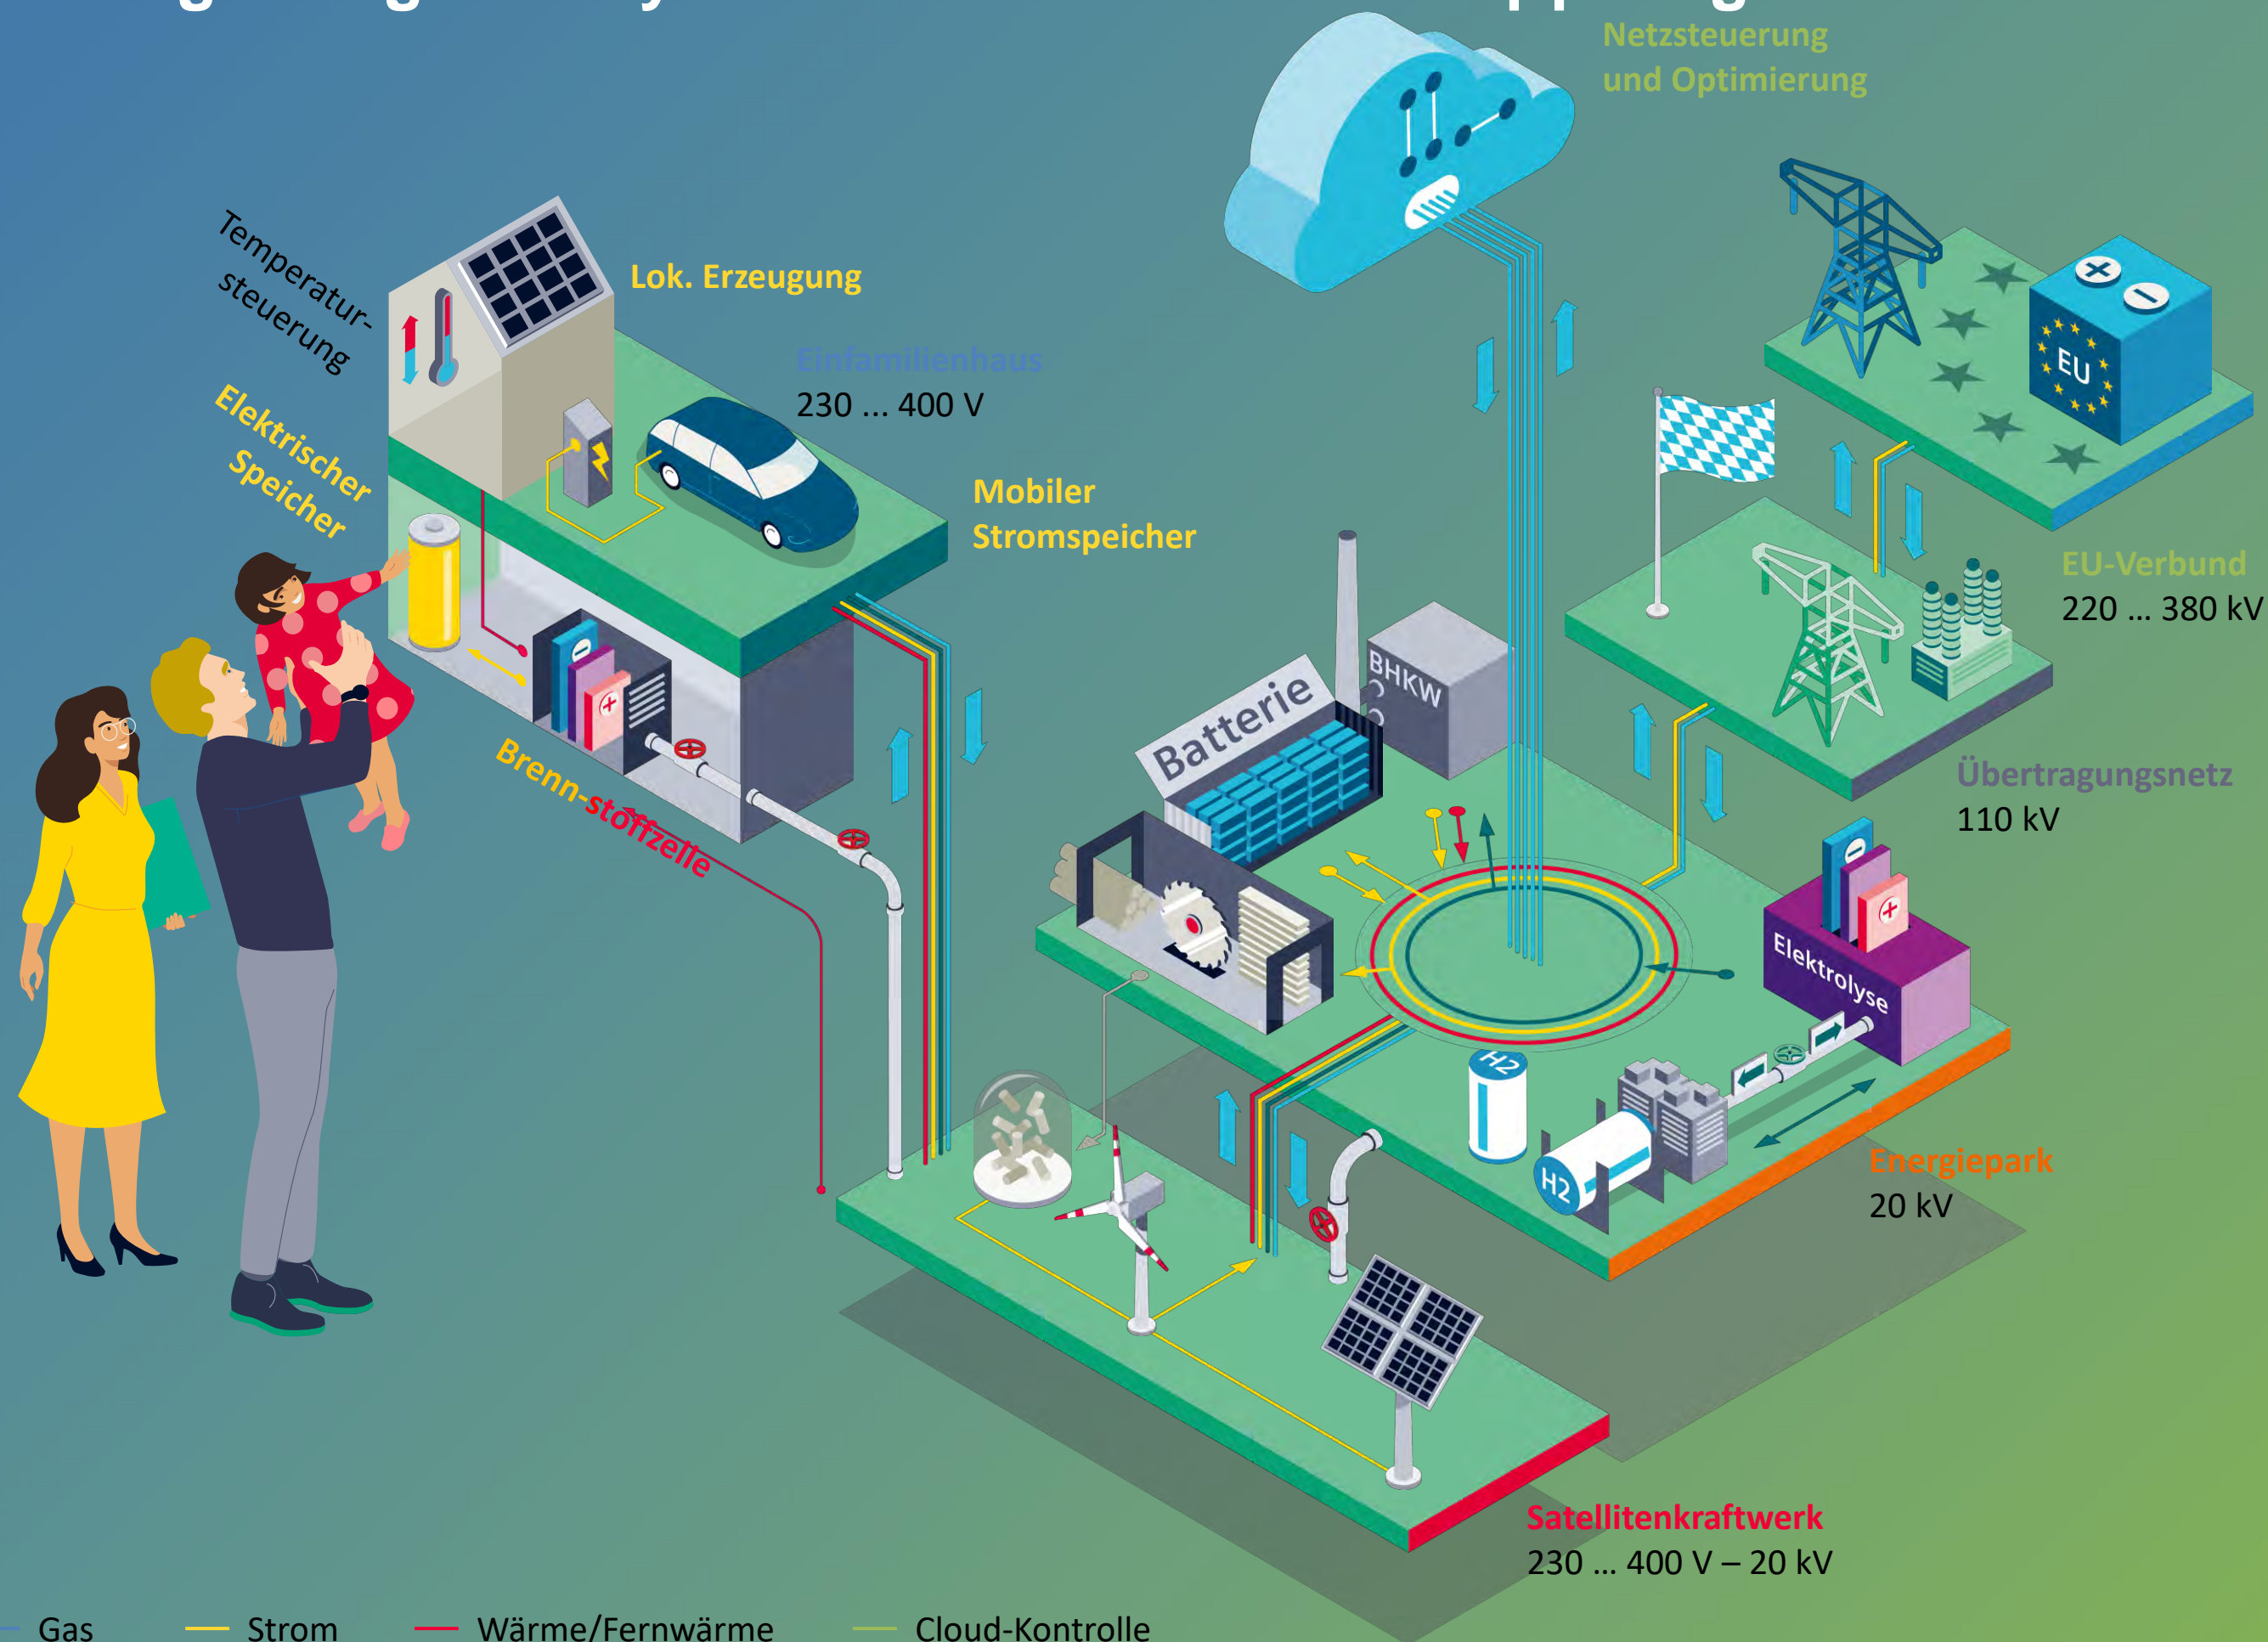 Netzsteuerung
und Optimierung
Temperatur-
steuerung
Lok. Erzeugung
Einfamilienhaus
230 ... 400 V
Elektrischer
Speicher
Mobiler
Stromspeicher
EU
EU-Verbund
220 ... 380 kV
BHKW
Batterie
Brenn-stoffzelle
Übertragungsnetz
110 kV
Elektrolyse
H2
H2
Energiepark
20 kV
Satellitenkraftwerk
230 ... 400 V – 20 kV
Gas
Strom
Wärme/Fernwärme
Cloud-Kontrolle